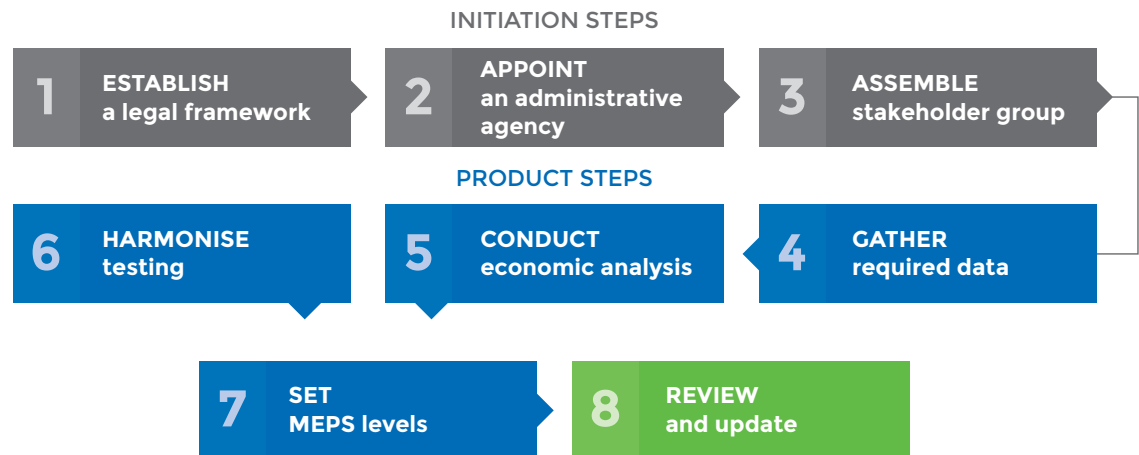 INITIATION STEPS
1
ESTABLISH
a legal framework
2
APPOINT
an administrative
agency
3
ASSEMBLE
stakeholder group
PRODUCT STEPS
6
HARMONISE
testing
5
CONDUCT
economic analysis
4
GATHER
required data
7
SET
MEPS levels
8
REVIEW
and update